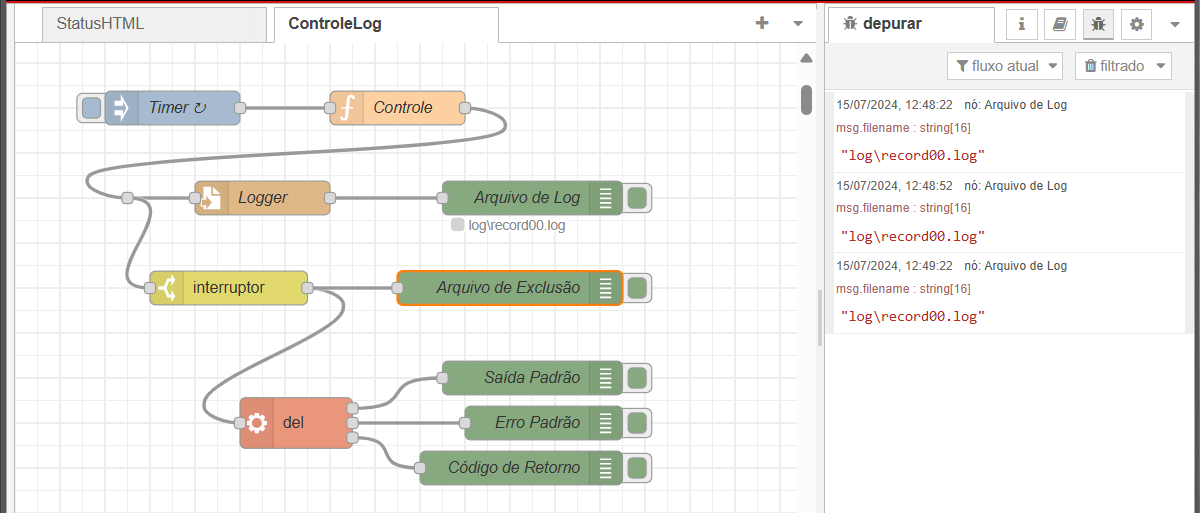 StatusHTML
ControleLog
depurar
fluxo atual
filtrado
Timer ↻
Controle
Logger
Arquivo de Log
log\record00.log
interruptor
Arquivo de Exclusão
Saída Padrão
del
Erro Padrão
Código de Retorno
15/07/2024, 12:48:22 nó: Arquivo de Log
msg.filename : string[16]
"log\record00.log"
15/07/2024, 12:48:52 nó: Arquivo de Log
msg.filename : string[16]
"log\record00.log"
15/07/2024, 12:49:22 nó: Arquivo de Log
msg.filename : string[16]
"log\record00.log"